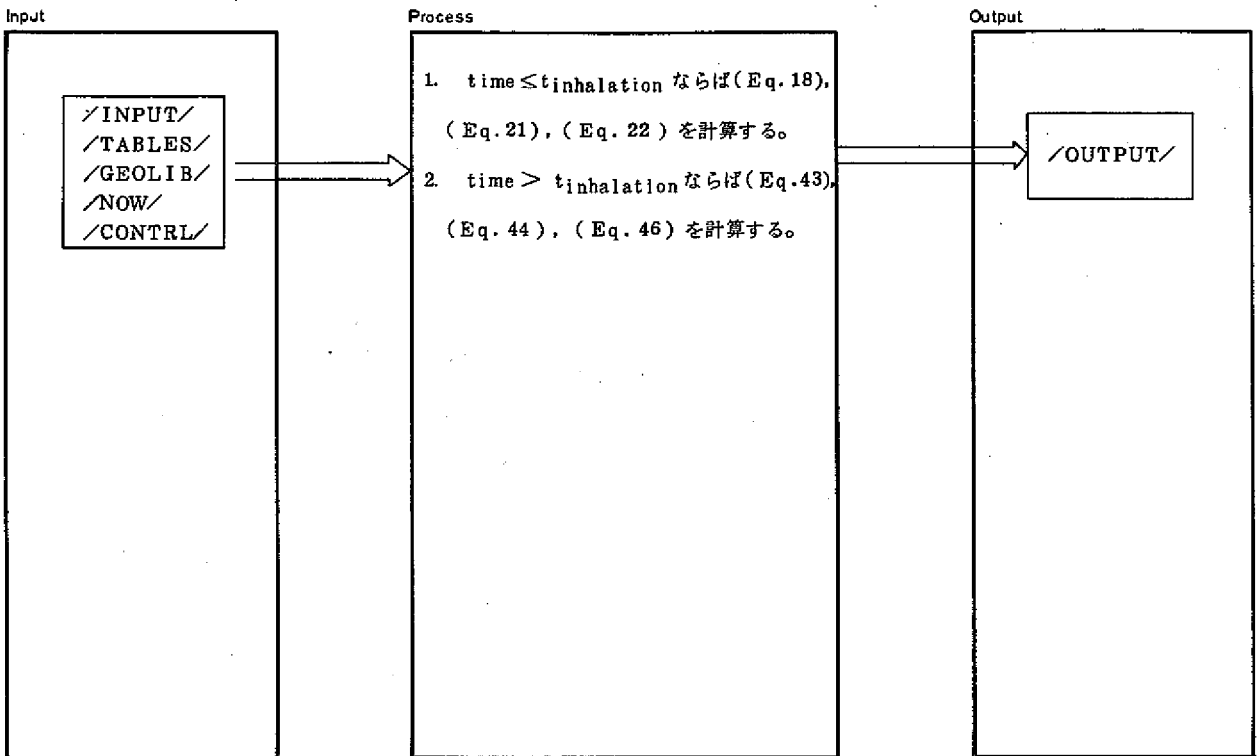 Input
Process
Output
/INPUT/
/TABLES/
/GEOLIB/
/NOW/
/CONTRL/
1. time≦tinhalation ならば(Eq.18),
(Eq.21), (Eq.22) を計算する。
2. time> tinhalation ならば(Eq.43),
(Eq.44), (Eq.46) を計算する。
/OUTPUT/